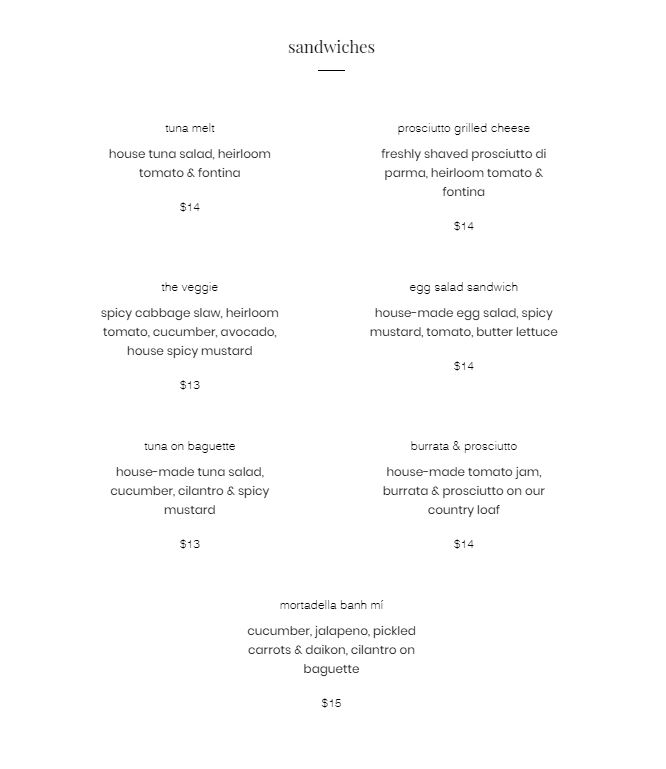 sandwiches
tuna melt
house tuna salad, heirloom
tomato & fontina
$14
prosciutto grilled cheese
freshly shaved prosciutto di
parma, heirloom tomato &
fontina
$14
the veggie
spicy cabbage slaw, heirloom
tomato, cucumber, avocado,
house spicy mustard
$13
egg salad sandwich
house-made egg salad, spicy
mustard, tomato, butter lettuce
$14
tuna on baguette
house-made tuna salad,
cucumber, cilantro & spicy
mustard
$13
burrata & prosciutto
house-made tomato jam,
burrata & prosciutto on our
country loaf
$14
mortadella banh mí
cucumber, jalapeno, pickled
carrots & daikon, cilantro on
baguette
$15